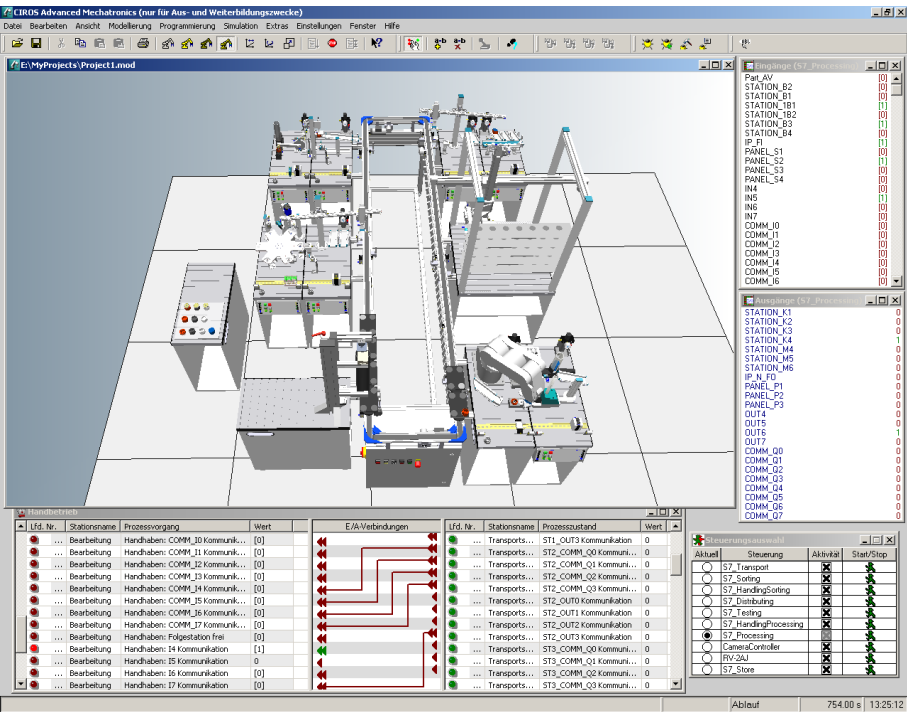 CIROS Advanced Mechatronics (nur für Aus- und Weiterbildungszwecke)
Datei Bearbeiten Ansicht Modellierung Programmierung Simulation Extras Einstellungen Fenster Hilfe
E:\MyProjects\Project1.mod
Eingänge (S7_Processing
Part_AV [0]
STATION_B2 [0]
STATION_B1 [0]
STATION_1B1 [1]
STATION_1B2 [0]
STATION_B3 [1]
STATION_B4 [0]
IP_FI [1]
PANEL_S1 [0]
PANEL_S2 [1]
PANEL_S3 [0]
PANEL_S4 [0]
IN4 [0]
IN5 [1]
IN6 [0]
IN7 [0]
COMM_I0 [0]
COMM_I1 [0]
COMM_I2 [0]
COMM_I3 [0]
COMM_I4 [0]
COMM_I5 [0]
COMM_I6 [0]
Ausgänge (S7_Processin
STATION_K1 0
STATION_K2 0
STATION_K3 0
STATION_K4 1
STATION_M4 0
STATION_M5 0
STATION_M6 0
IP_N_FO 0
PANEL_P1 0
PANEL_P2 0
PANEL_P3 0
OUT4 0
OUT5 0
OUT6 1
OUT7 0
COMM_Q0 0
COMM_Q1 0
COMM_Q2 0
COMM_Q3 0
COMM_Q4 0
COMM_Q5 0
COMM_Q6 0
COMM_Q7 0
Handbetrieb
Lfd. Nr. Stationsname Prozessvorgang Wert E/A-Verbindungen Lfd. Nr. Stationsname Prozesszustand Wert
... Bearbeitung Handhaben: COMM_I0 Kommunik... [0] ... Transports... ST1_OUT3 Kommunikation 0
... Bearbeitung Handhaben: COMM_I1 Kommunik... [0] ... Transports... ST2_COMM_Q0 Kommuni... 0
... Bearbeitung Handhaben: COMM_I2 Kommunik... [0] ... Transports... ST2_COMM_Q1 Kommuni... 0
... Bearbeitung Handhaben: COMM_I3 Kommunik... [0] ... Transports... ST2_COMM_Q2 Kommuni... 0
... Bearbeitung Handhaben: COMM_I4 Kommunik... [0] ... Transports... ST2_COMM_Q3 Kommuni... 0
... Bearbeitung Handhaben: COMM_I5 Kommunik... [0] ... Transports... ST2_OUT0 Kommunikation 0
... Bearbeitung Handhaben: COMM_I6 Kommunik... [0] ... Transports... ST2_OUT1 Kommunikation 0
... Bearbeitung Handhaben: COMM_I7 Kommunik... [0] ... Transports... ST2_OUT2 Kommunikation 0
... Bearbeitung Handhaben: Folgestation frei [0] ... Transports... ST2_OUT3 Kommunikation 0
... Bearbeitung Handhaben: I4 Kommunikation [1] ... Transports... ST3_COMM_Q0 Kommuni... 0
... Bearbeitung Handhaben: I5 Kommunikation 0 ... Transports... ST3_COMM_Q1 Kommuni... 0
... Bearbeitung Handhaben: I6 Kommunikation [0] ... Transports... ST3_COMM_Q2 Kommuni... 0
... Bearbeitung Handhaben: I7 Kommunikation [0] ... Transports... ST3_COMM_Q3 Kommuni... 0
Steuerungsauswahl
Aktuell Steuerung Aktivität Start/Stop
S7_Transport
S7_Sorting
S7_HandlingSorting
S7_Distributing
S7_Testing
S7_HandlingProcessing
S7_Processing
CameraController
RV-2AJ
S7_Store
Ablauf 754.00 s 13:25:12